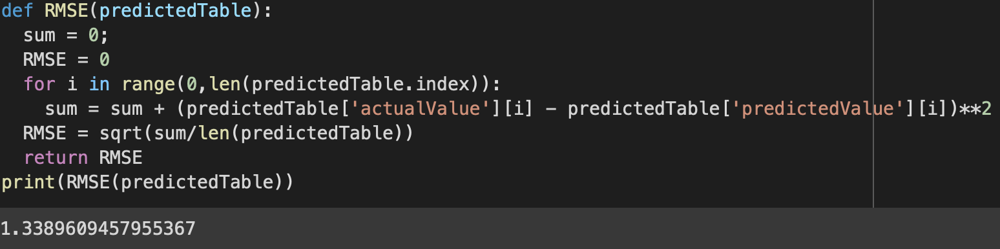 def RMSE(predictedTable):
  sum = 0;
  RMSE = 0
  for i in range(0,len(predictedTable.index)):
    sum = sum + (predictedTable['actualValue'][i] - predictedTable['predictedValue'][i])**2
  RMSE = sqrt(sum/len(predictedTable))
  return RMSE
print(RMSE(predictedTable))
1.3389609457955367